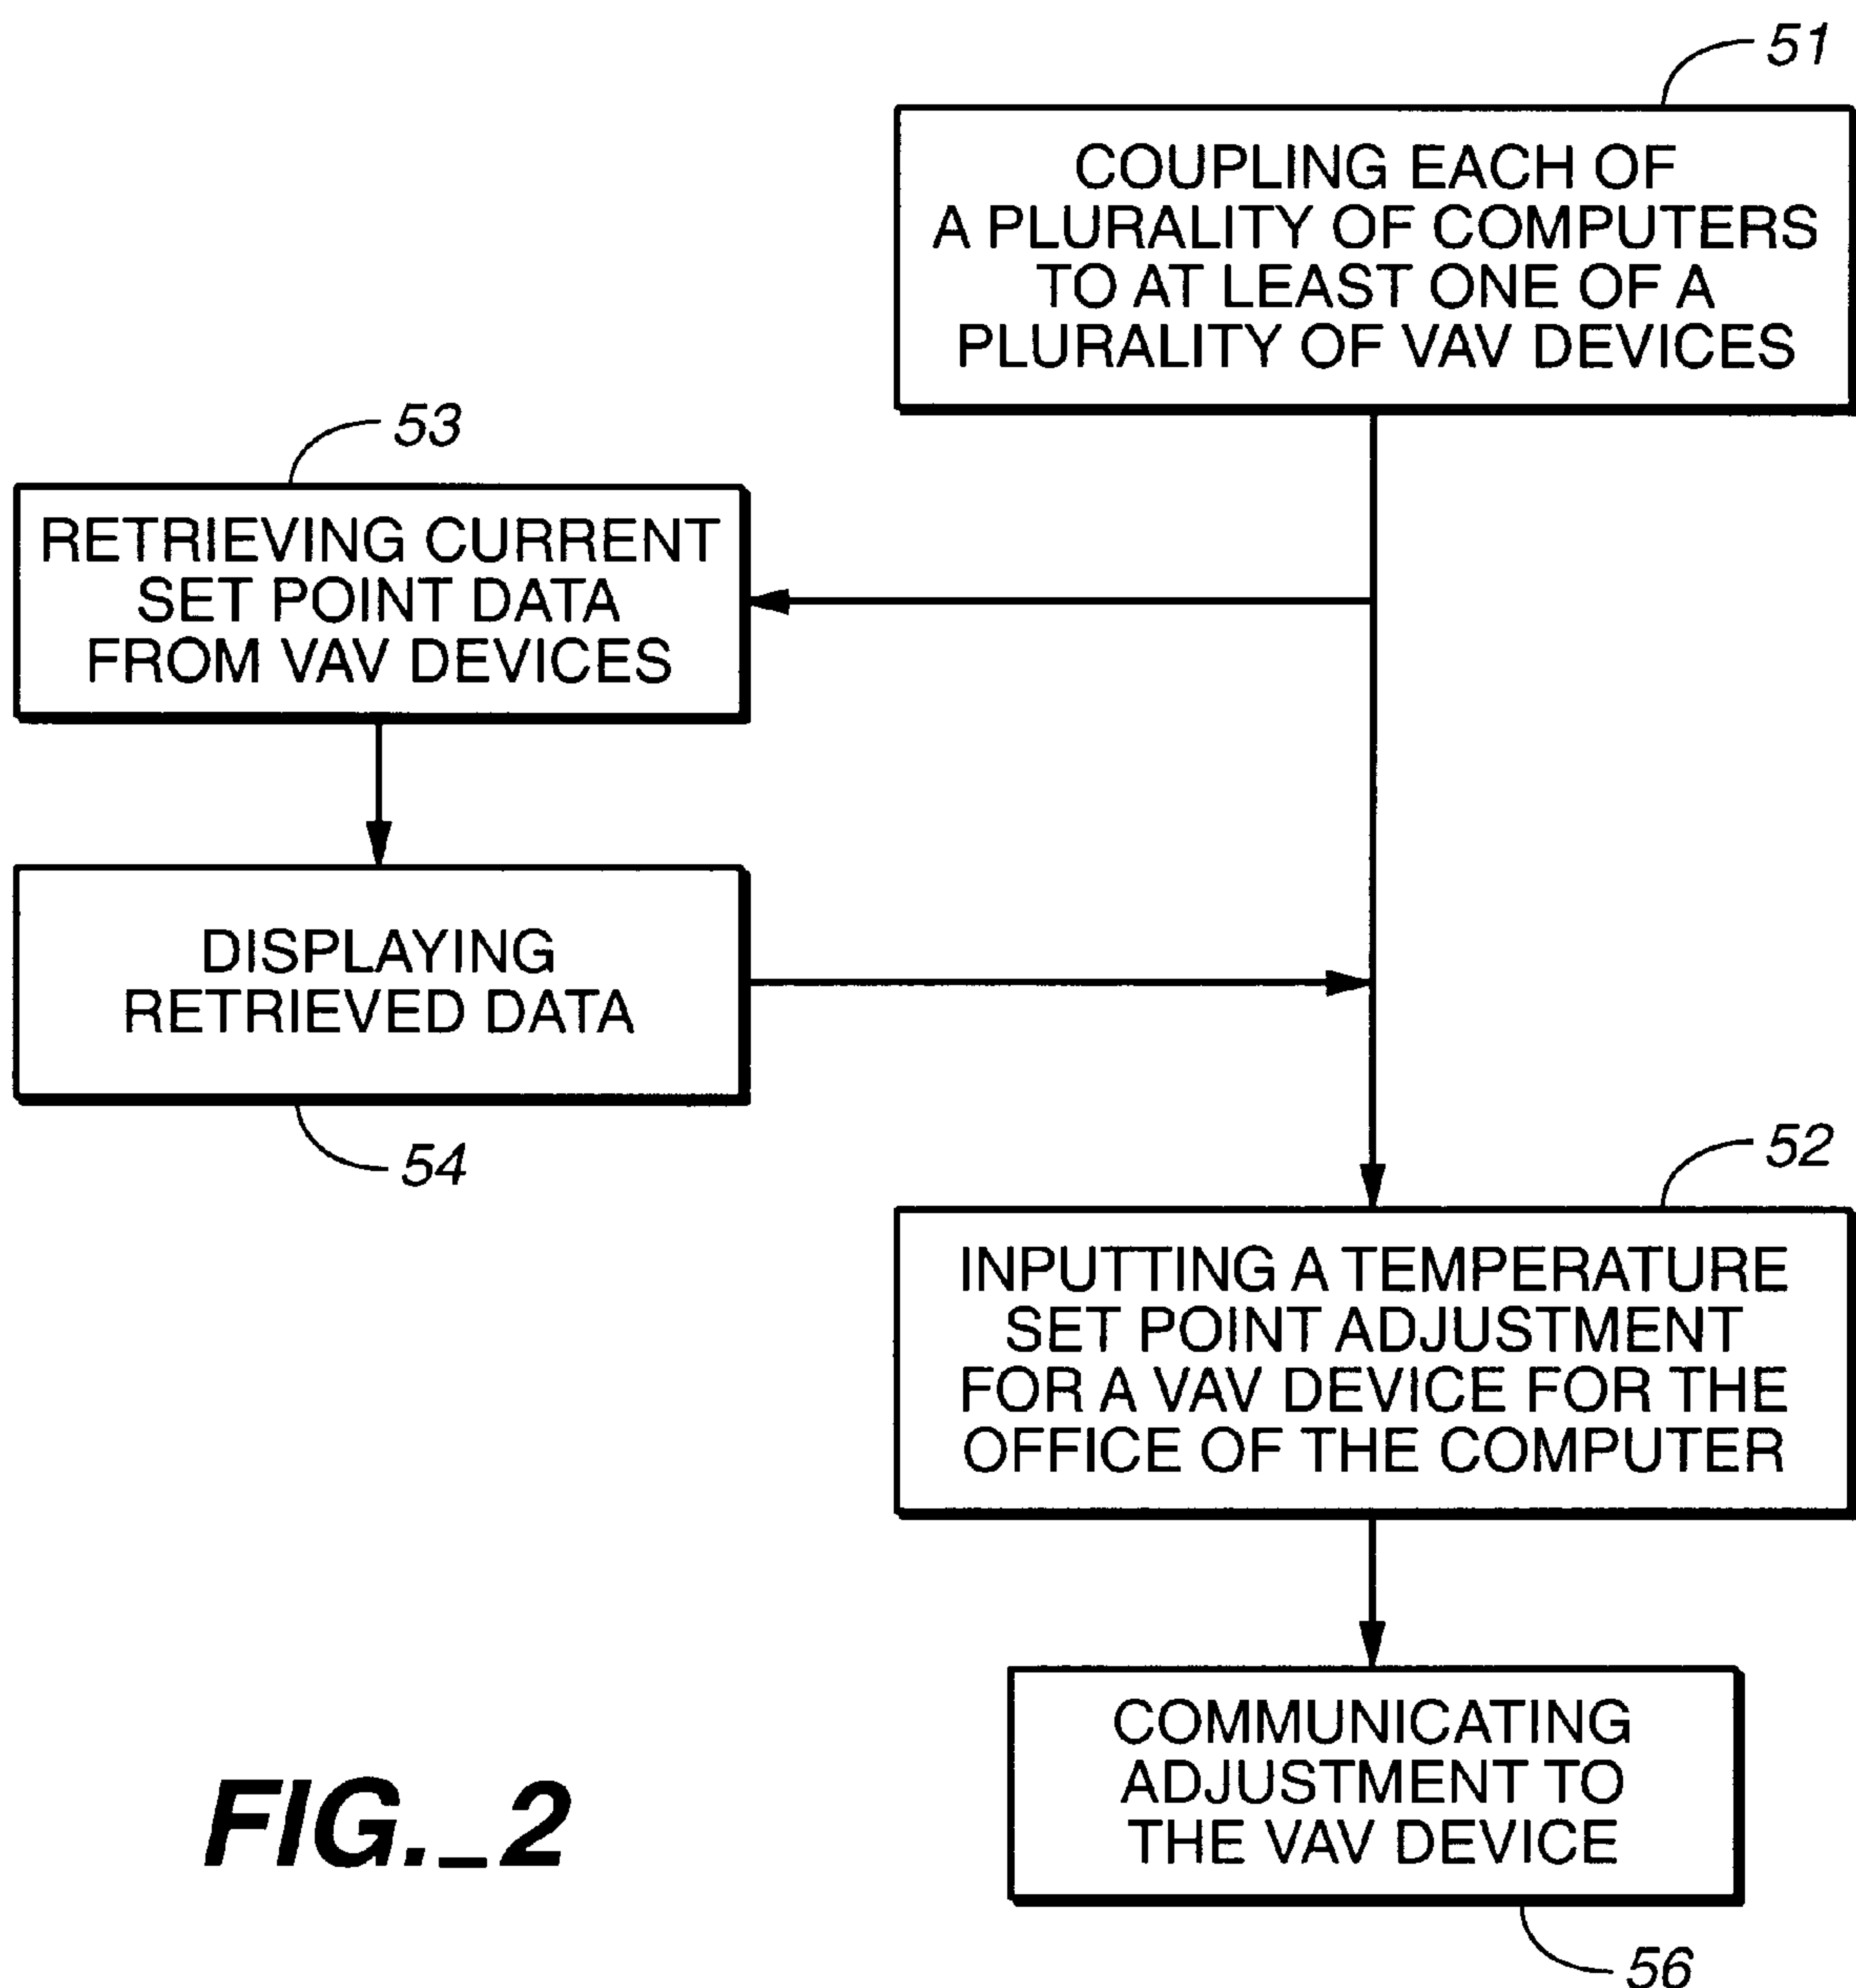 51
COUPLING EACH OF
A PLURALITY OF COMPUTERS
TO AT LEAST ONE OF A
PLURALITY OF VAV DEVICES
53
RETRIEVING CURRENT
SET POINT DATA
FROM VAV DEVICES
DISPLAYING
RETRIEVED DATA
54
52
INPUTTING A TEMPERATURE
SET POINT ADJUSTMENT
FOR A VAV DEVICE FOR THE
OFFICE OF THE COMPUTER
COMMUNICATING
ADJUSTMENT TO
THE VAV DEVICE
56
FIG._2